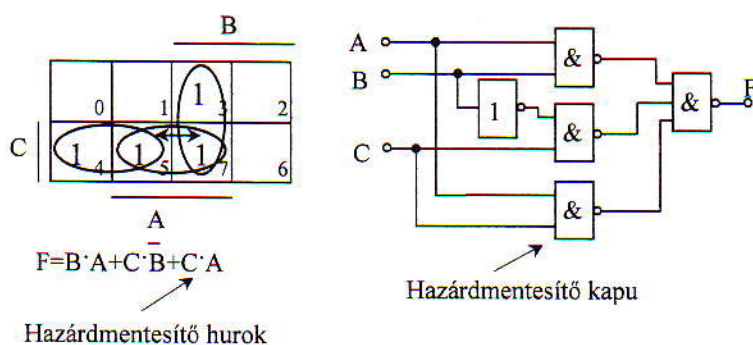 B
0 1 1 3 2
C 1 4 1 5 1 7 6
A
F=B·A+C·B̅+C·A
Hazárdmentesítő hurok
A
B
C
&
1
&
&
&
F
Hazárdmentesítő kapu